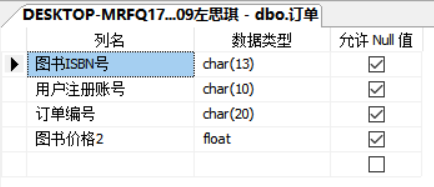 DESKTOP-MRFQ17...09左思琪 - dbo.订单
列名 数据类型 允许 Null 值
图书ISBN号 char(13)
用户注册账号 char(10)
订单编号 char(20)
图书价格2 float